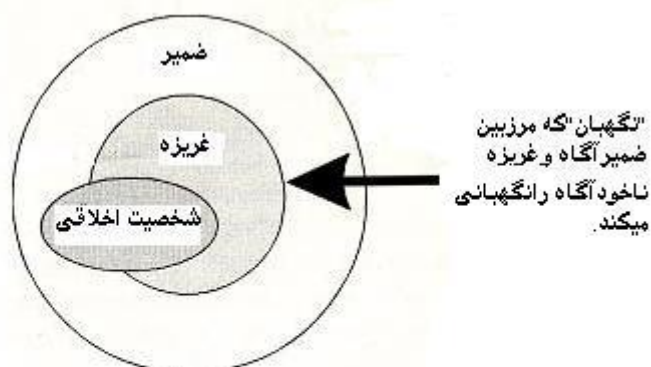 ضمیر
غریزه
شخصیت اخلاقی
"نگهبان"که مرزبین
ضمیرآگاه وغریزه
ناخودآگاه رانگهبانی
میکند.